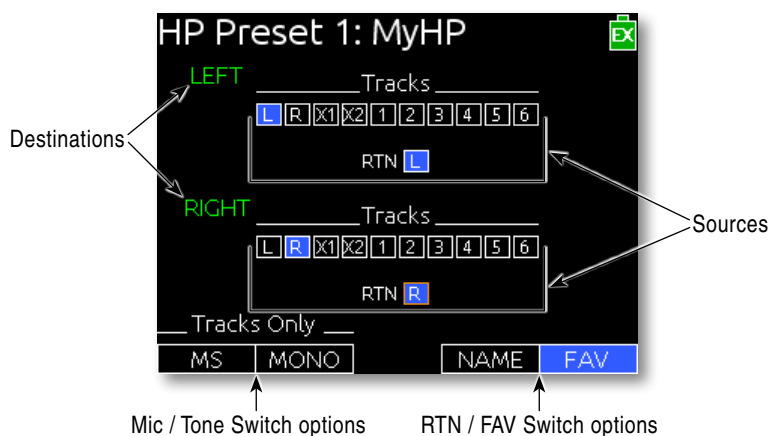 HP Preset 1: MyHP
EX
LEFT
Tracks
L R X1 X2 1 2 3 4 5 6
RTN L
Destinations
RIGHT
Tracks
L R X1 X2 1 2 3 4 5 6
RTN R
Sources
Tracks Only
MS MONO NAME FAV
Mic / Tone Switch options RTN / FAV Switch options